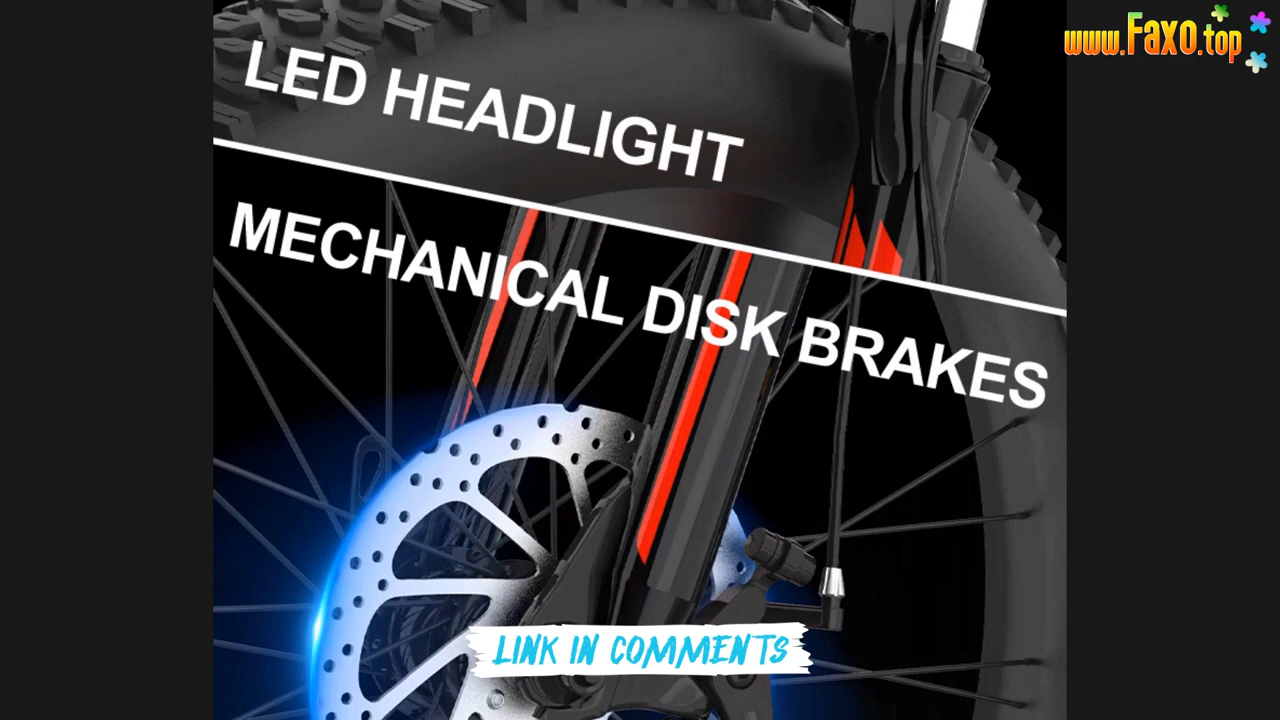 www.Faxo.top
LED HEADLIGHT
MECHANICAL DISK BRAKES
LINK IN COMMENTS